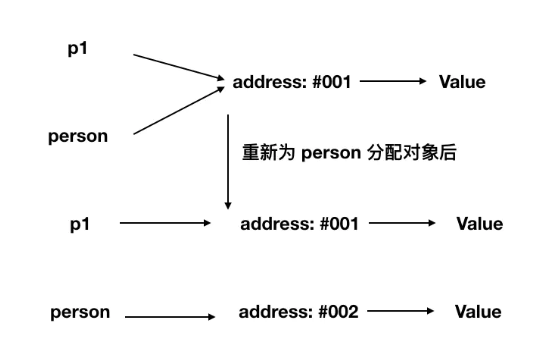 p1
address: #001
Value
person
重新为 person 分配对象后
p1
address: #001
Value
person
address: #002
Value